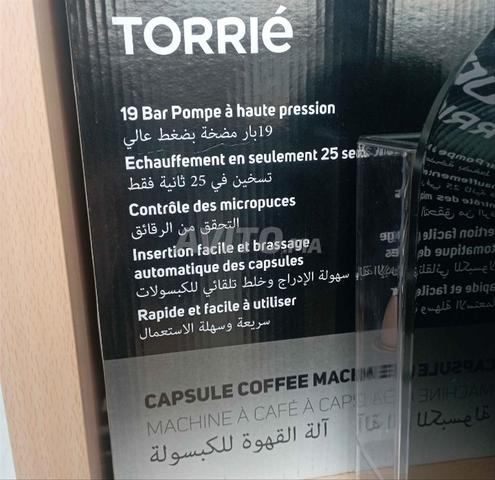 TORRIÉ
19 Bar Pompe à haute pression
19بار مضخة بضغط عالي
Echauffement en seulement 25 se
تسخين في 25 ثانية فقط
Contrôle des micropuces
التحقق من الرقائق
Insertion facile et brassage
automatique des capsules
سهولة الإدراج وخلط تلقائي للكبسولات
Rapide et facile à utiliser
سريعة وسهلة الاستعمال
CAPSULE COFFEE MACHINE
MACHINE À CAFÉ À CAPS
آلة القهوة للكبسولة